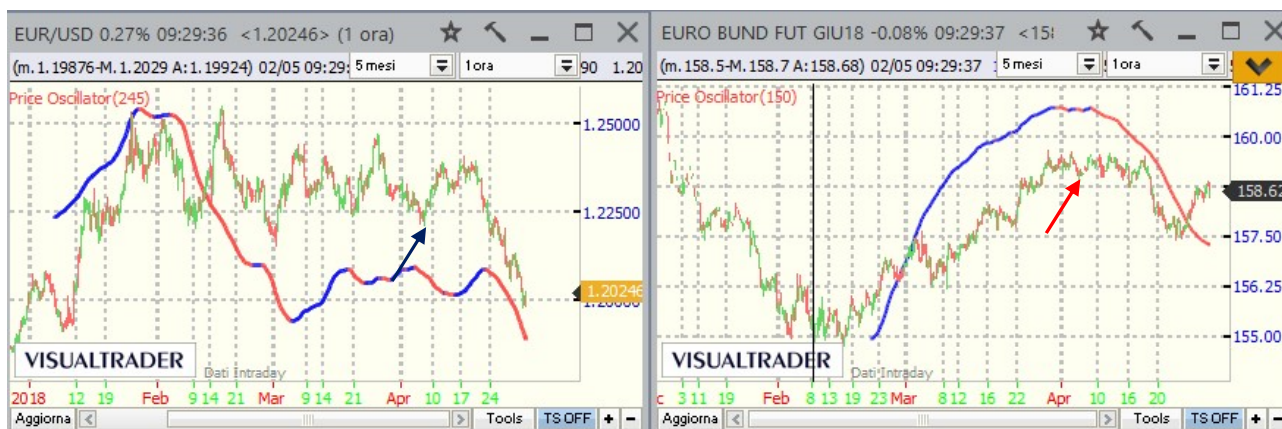 EUR/USD 0.27% 09:29:36 <1.20246> (1 ora)
(m.1.19876-M.1.2029 A:1.19924) 02/05 09:29: 5 mesi 1 ora 90 1.20
Price Oscillator(245)
1.25000
1.22500
1.20246
1.20000
VISUALTRADER
Dati Intraday
2018 12 19 Feb 9 14 21 Mar 9 14 21 Apr 10 17 24
Aggiorna < > Tools TS OFF + -
EURO BUND FUT GIU18 -0.08% 09:29:37 <15
(m.158.5-M.158.7 A:158.68) 02/05 09:29:37 5 mesi 1 ora
Price Oscillator(150)
161.25
160.00
158.62
157.50
156.25
155.00
VISUALTRADER
Dati Intraday
c 3 11 19 Feb 8 13 19 23 Mar 8 12 16 22 Apr 10 16 20
Aggiorna < > Tools TS OFF + -